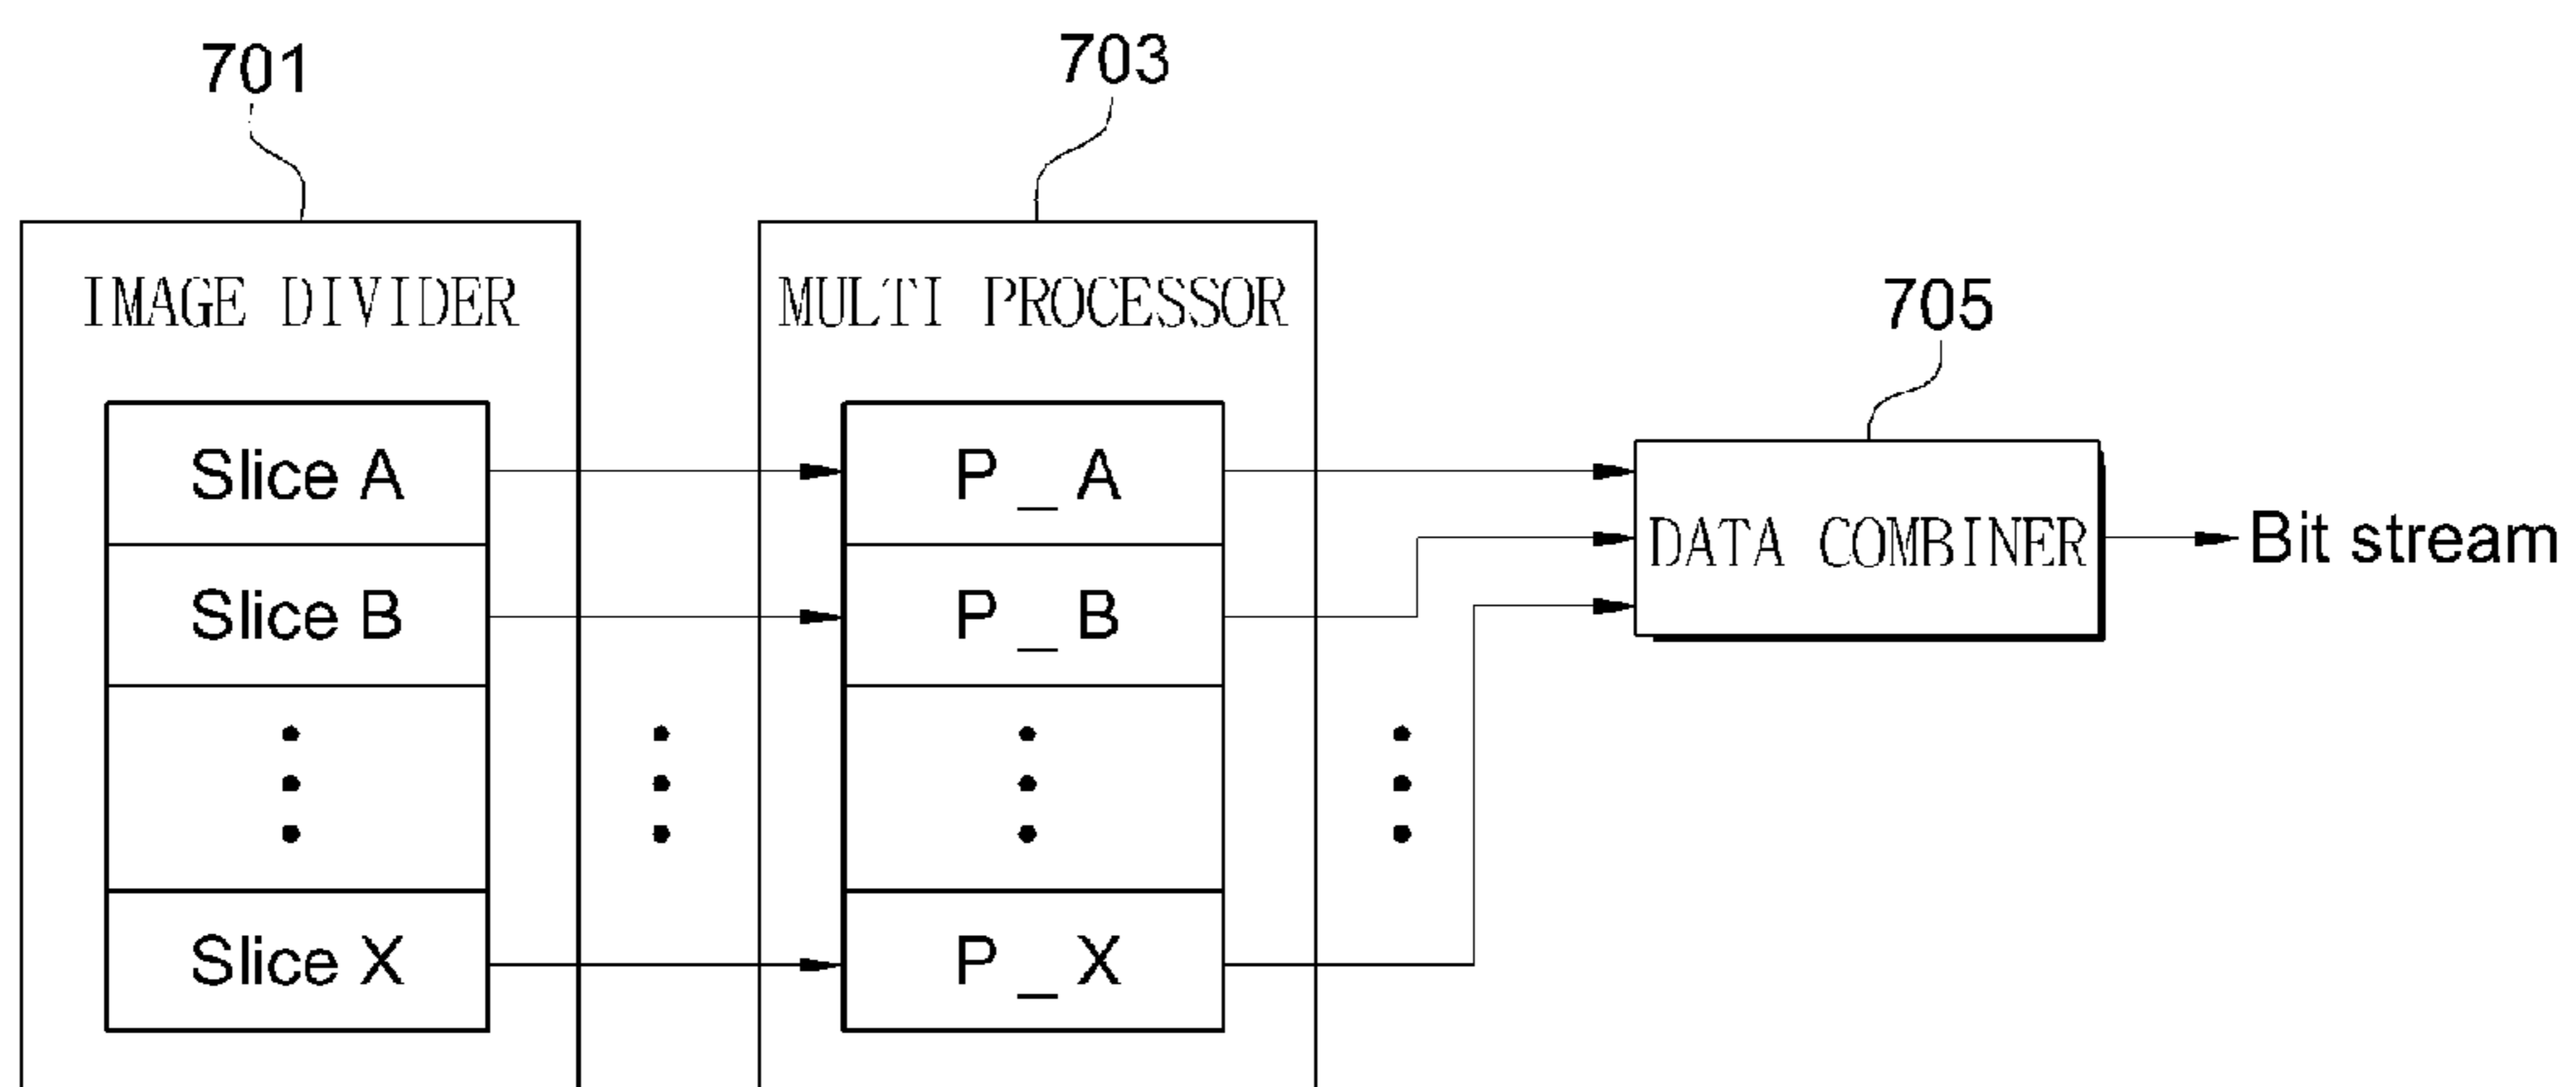 701
703
IMAGE DIVIDER
MULTI PROCESSOR
705
Slice A
P _ A
Slice B
P _ B
DATA COMBINER
Bit stream
Slice X
P _ X